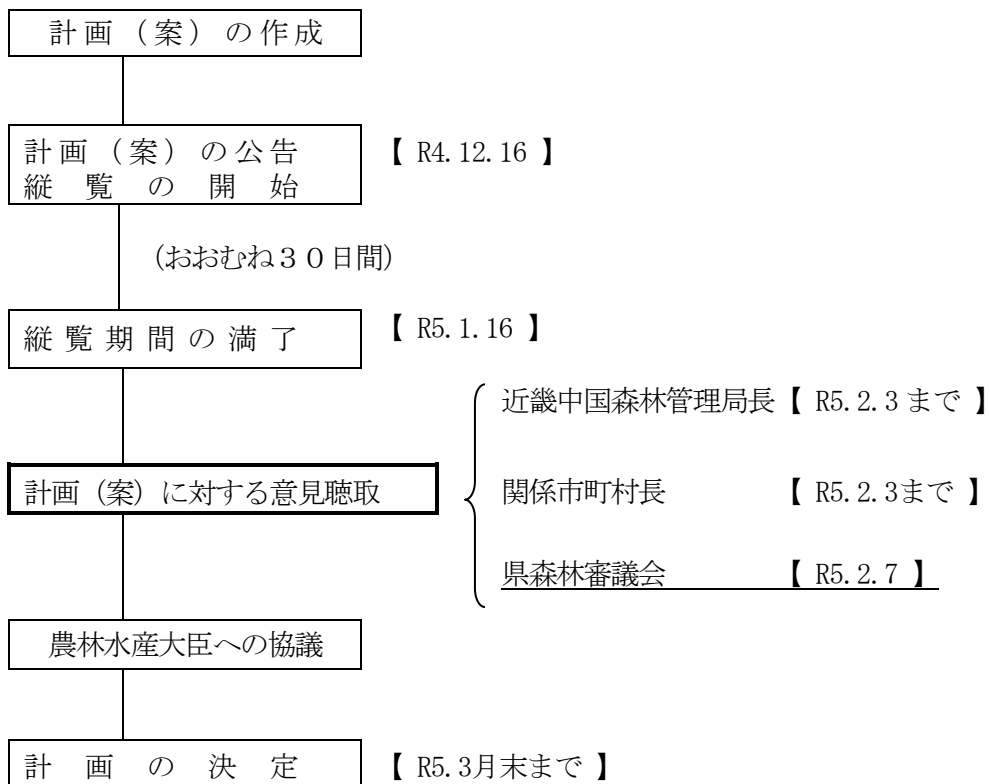 計画（案）の作成
計画（案）の公告 【 R4.12.16 】
縦覧の開始
(おおむね３０日間)
縦覧期間の満了 【 R5.1.16 】
近畿中国森林管理局長【 R5.2.3 まで 】
計画（案）に対する意見聴取 関係市町村長 【 R5.2.3まで 】
県森林審議会 【 R5.2.7 】
農林水産大臣への協議
計画の決定 【 R5.3月末まで 】